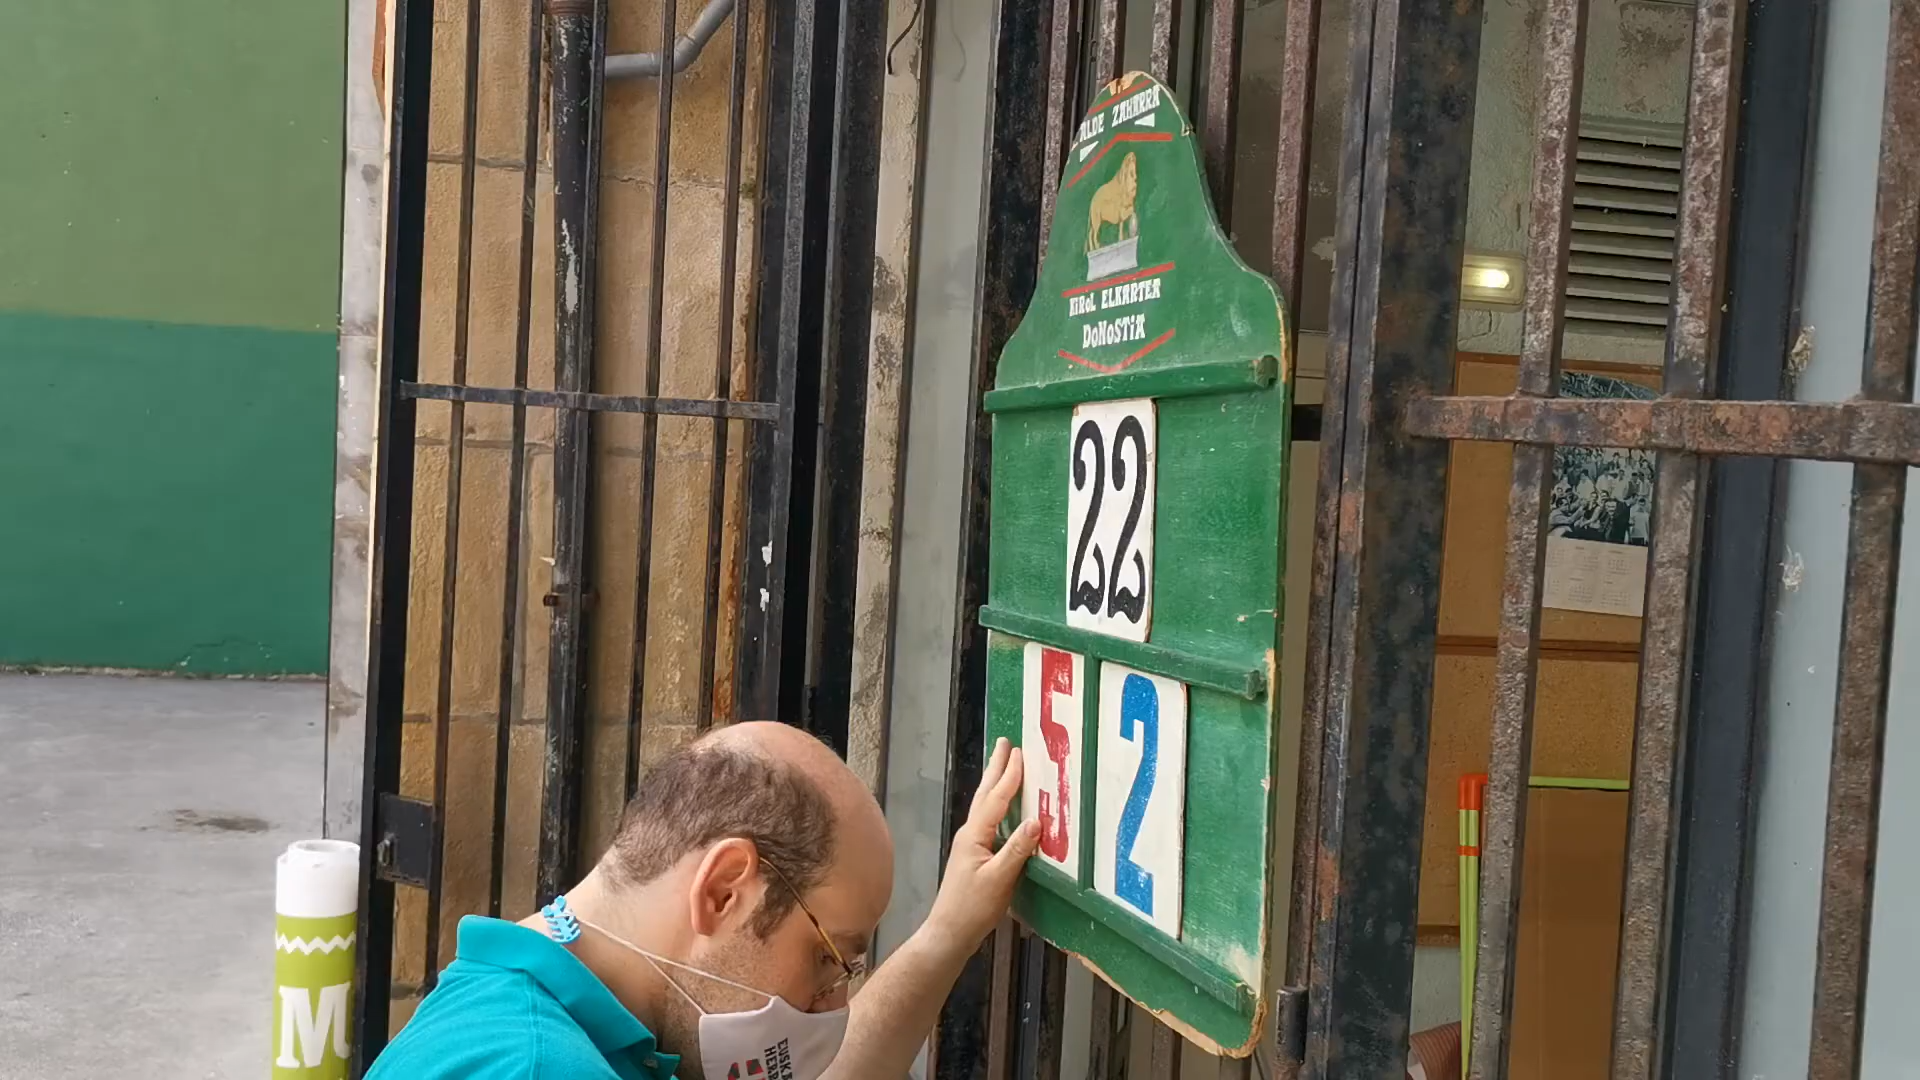 ALDE ZAHARRA
KIROL ELKARTEA
DONOSTIA
22
5 2
M